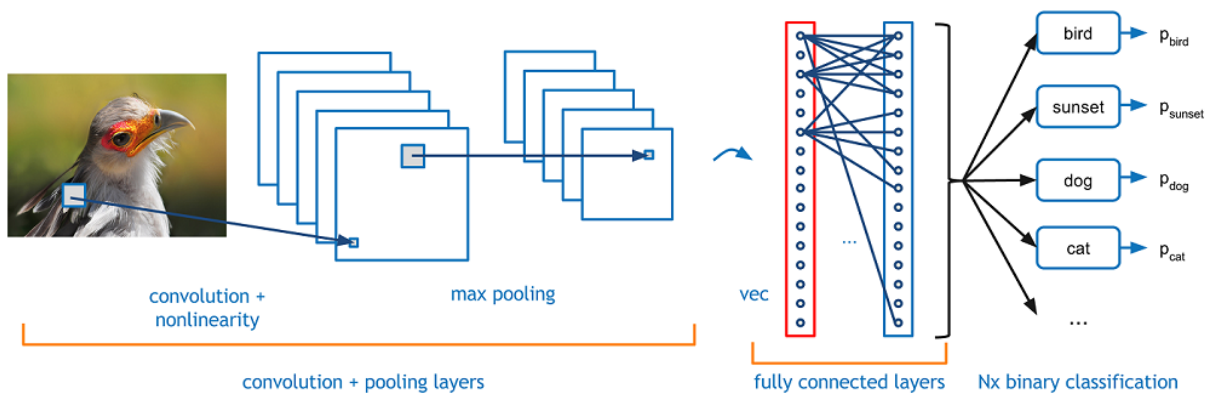 bird
p_bird
sunset
p_sunset
dog
p_dog
cat
p_cat
...
...
convolution +
nonlinearity
max pooling
vec
convolution + pooling layers
fully connected layers
Nx binary classification